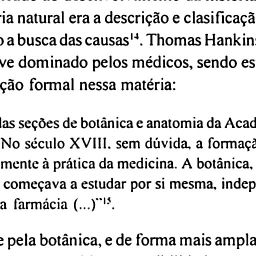 ria natural era a descrição e clasificaçã
o a busca das causas¹⁴. Thomas Hankins
ve dominado pelos médicos, sendo es
ção formal nessa matéria:
das seções de botânica e anatomia da Acad
No século XVIII, sem dúvida, a formaç
mente à prática da medicina. A botânica,
começava a estudar por si mesma, indep
a farmácia (...)"¹⁵.
e pela botânica, e de forma mais ampla